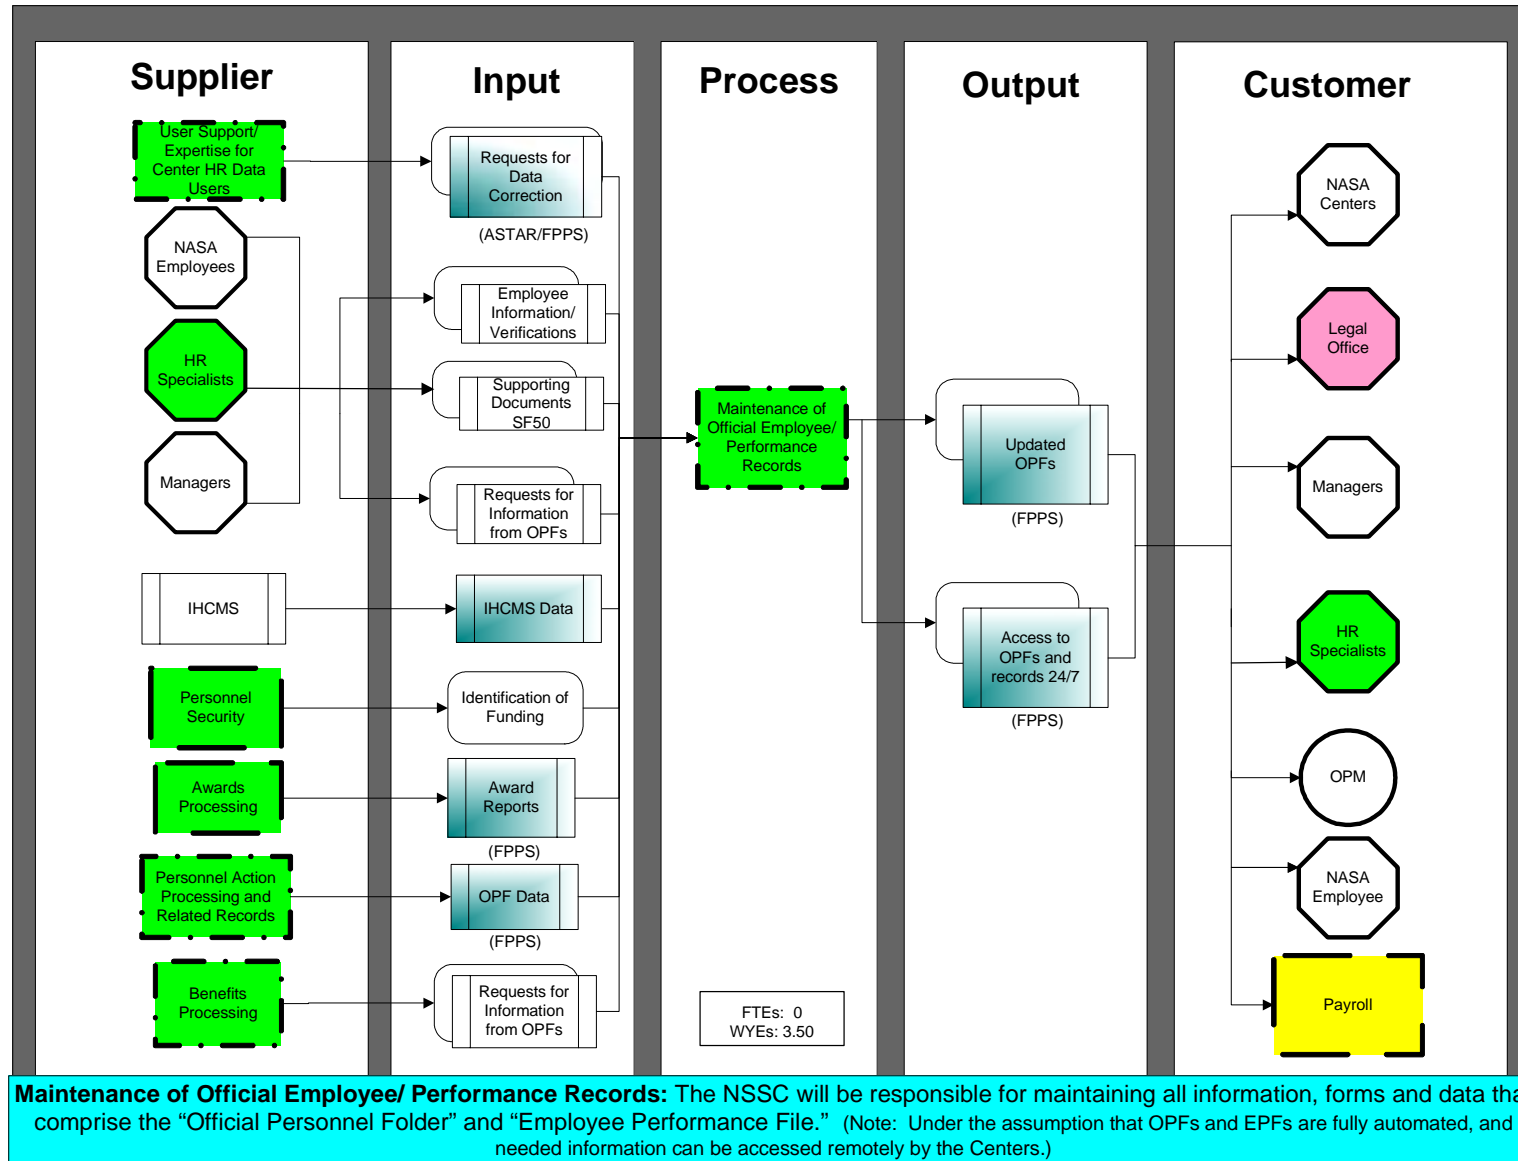 Supplier
User Support/
Expertise for
Center HR Data
Users
NASA
Employees
HR
Specialists
Managers
IHCMS
Personnel
Security
Awards
Processing
Personnel Action
Processing and
Related Records
Benefits
Processing
Input
Requests for
Data
Correction
(ASTAR/FPPS)
Employee
Information/
Verifications
Supporting
Documents
SF50
Requests for
Information
from OPFs
IHCMS Data
Identification of
Funding
Award
Reports
(FPPS)
OPF Data
(FPPS)
Requests for
Information
from OPFs
Process
Maintenance of
Official Employee/
Performance
Records
FTEs:  0
WYEs: 3.50
Output
Updated
OPFs
(FPPS)
Access to
OPFs and
records 24/7
(FPPS)
Customer
NASA
Centers
Legal
Office
Managers
HR
Specialists
OPM
NASA
Employee
Payroll
Maintenance of Official Employee/ Performance Records: The NSSC will be responsible for maintaining all information, forms and data tha
comprise the “Official Personnel Folder” and “Employee Performance File.”  (Note:  Under the assumption that OPFs and EPFs are fully automated, and
needed information can be accessed remotely by the Centers.)